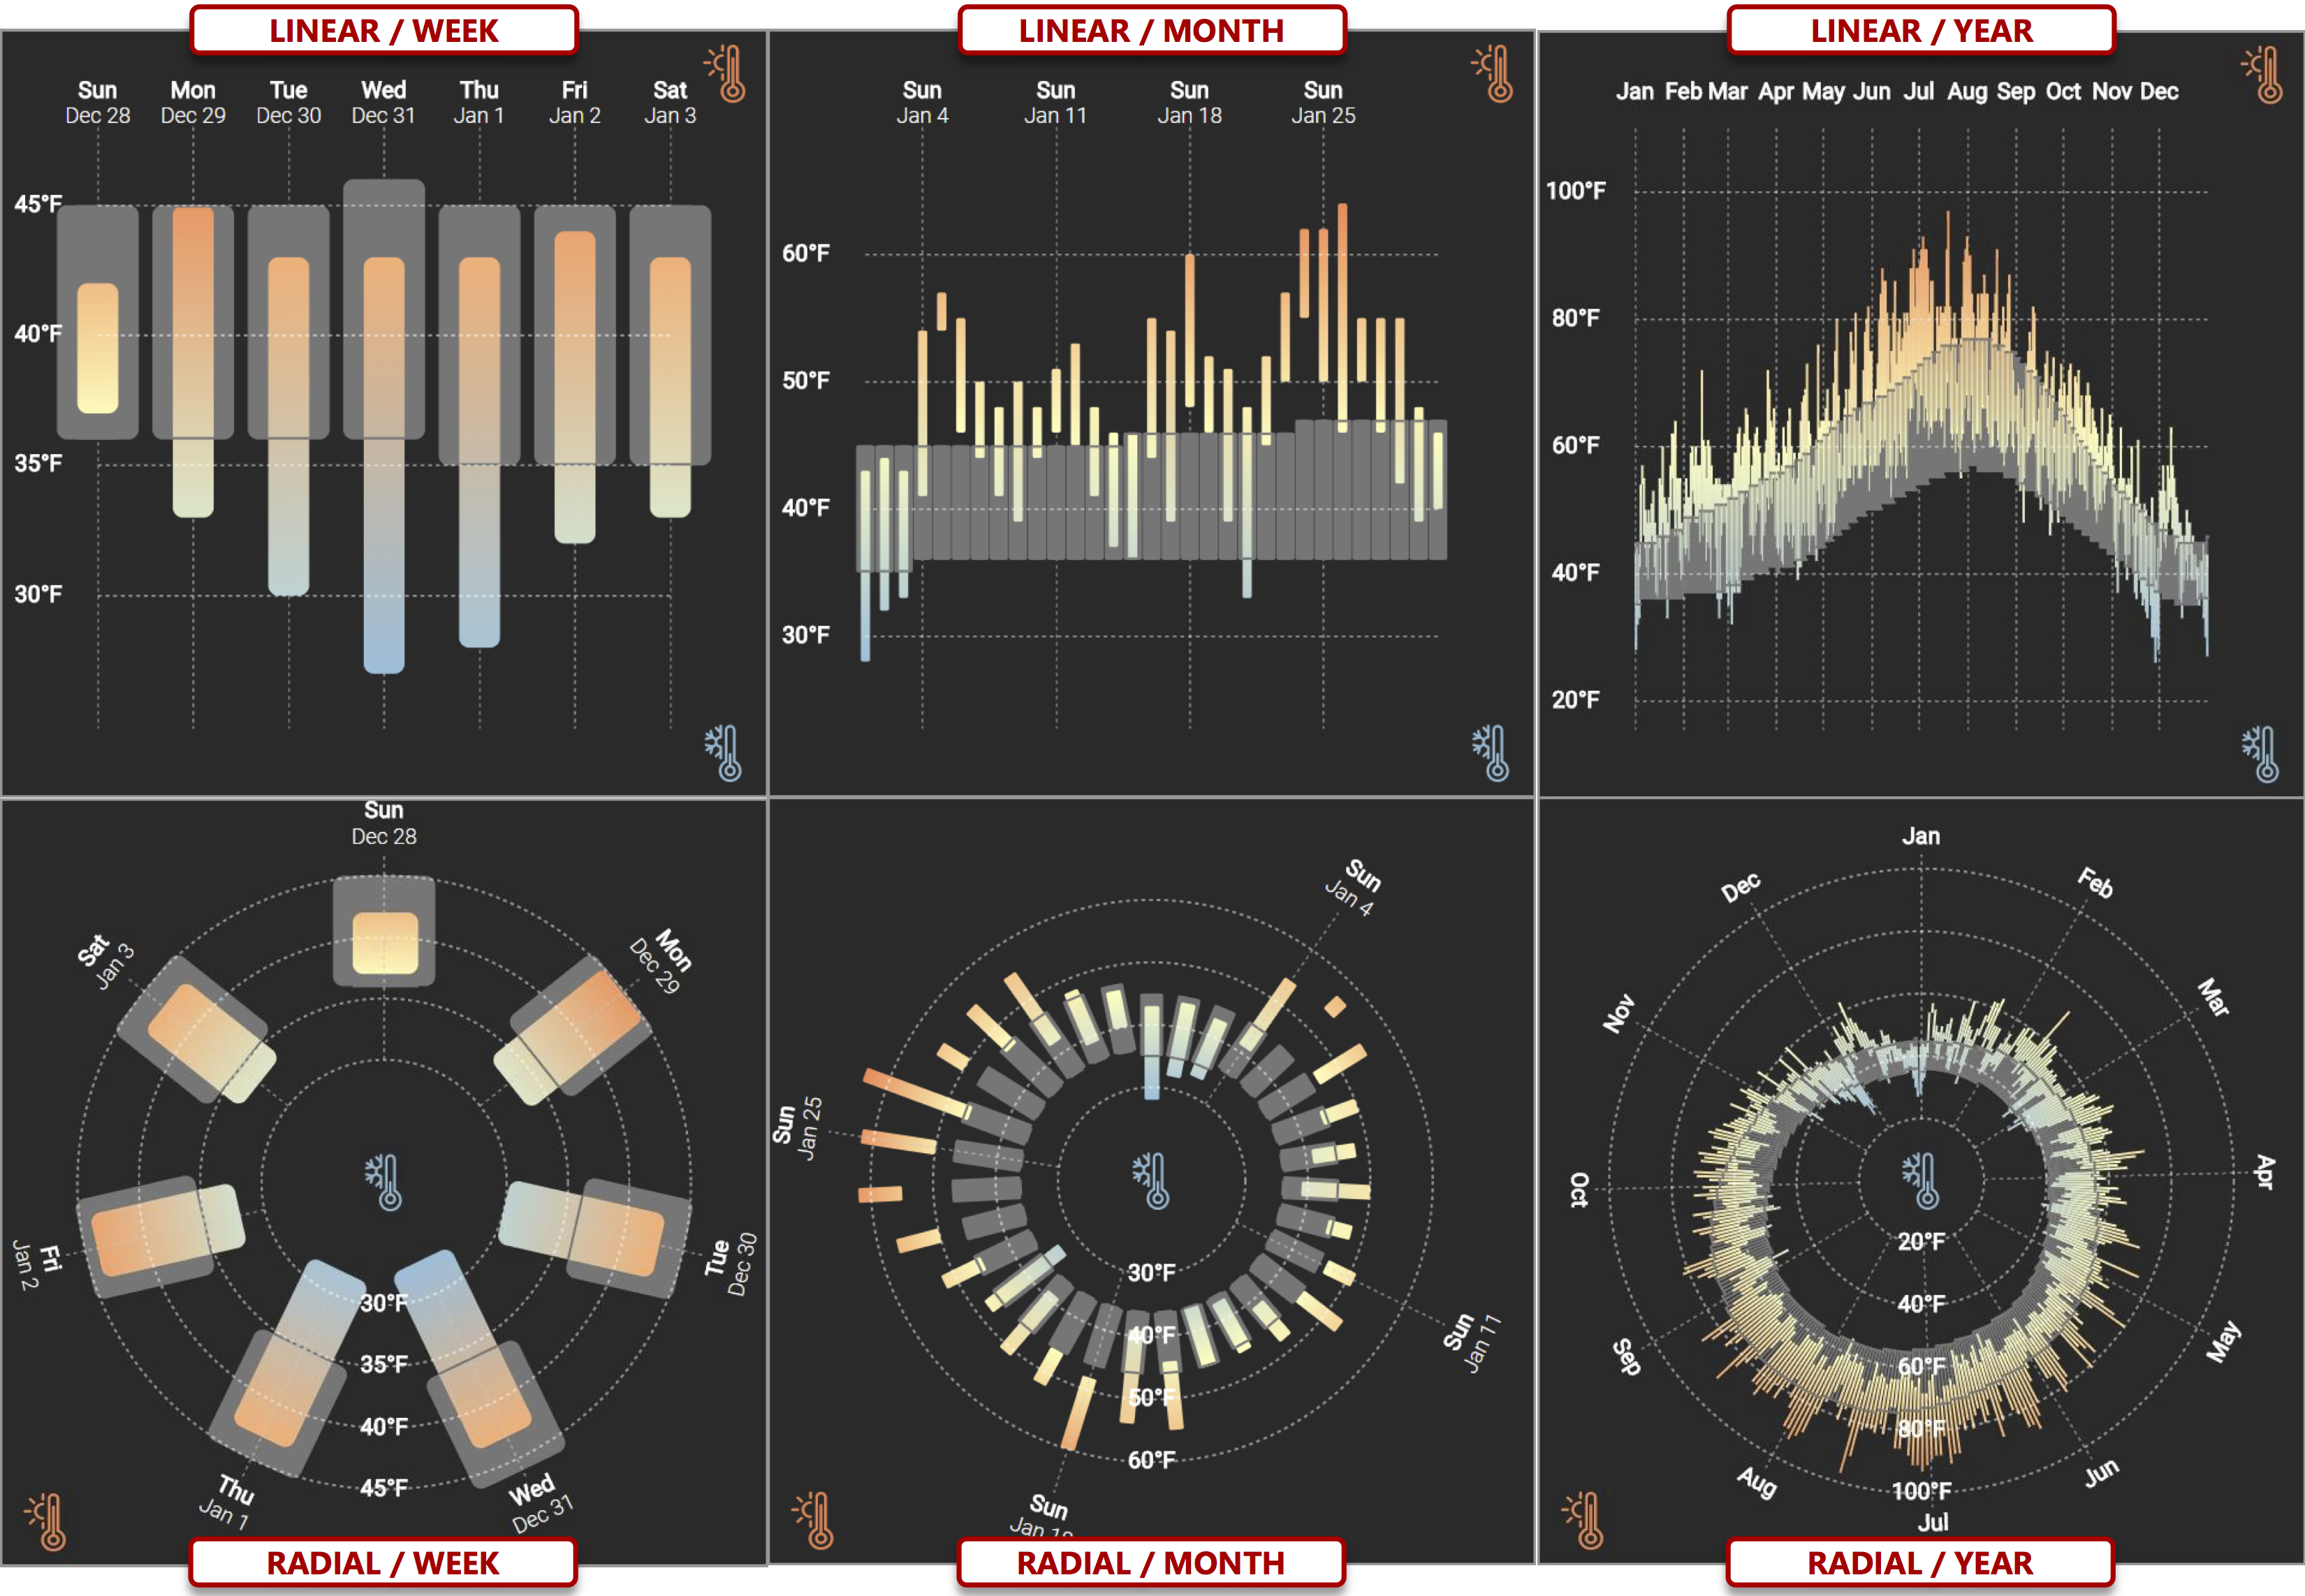 LINEAR / WEEK
LINEAR / MONTH
LINEAR / YEAR
Sun Mon Tue Wed Thu Fri Sat
Dec 28 Dec 29 Dec 30 Dec 31 Jan 1 Jan 2 Jan 3
45°F
40°F
35°F
30°F
Sun Sun Sun Sun
Jan 4 Jan 11 Jan 18 Jan 25
60°F
50°F
40°F
30°F
Jan Feb Mar Apr May Jun Jul Aug Sep Oct Nov Dec
100°F
80°F
60°F
40°F
20°F
Sun
Dec 28
Mon
Dec 29
Tue
Dec 30
Wed
Dec 31
Thu
Jan 1
Fri
Jan 2
Sat
Jan 3
30°F
35°F
40°F
45°F
Sun
Jan 4
Sun
Jan 11
Sun
Sun
Jan 25
30°F
40°F
50°F
60°F
Jan
Feb
Mar
Apr
May
Jun
Jul
Aug
Sep
Oct
Nov
Dec
20°F
40°F
60°F
80°F
100°F
RADIAL / WEEK
RADIAL / MONTH
RADIAL / YEAR